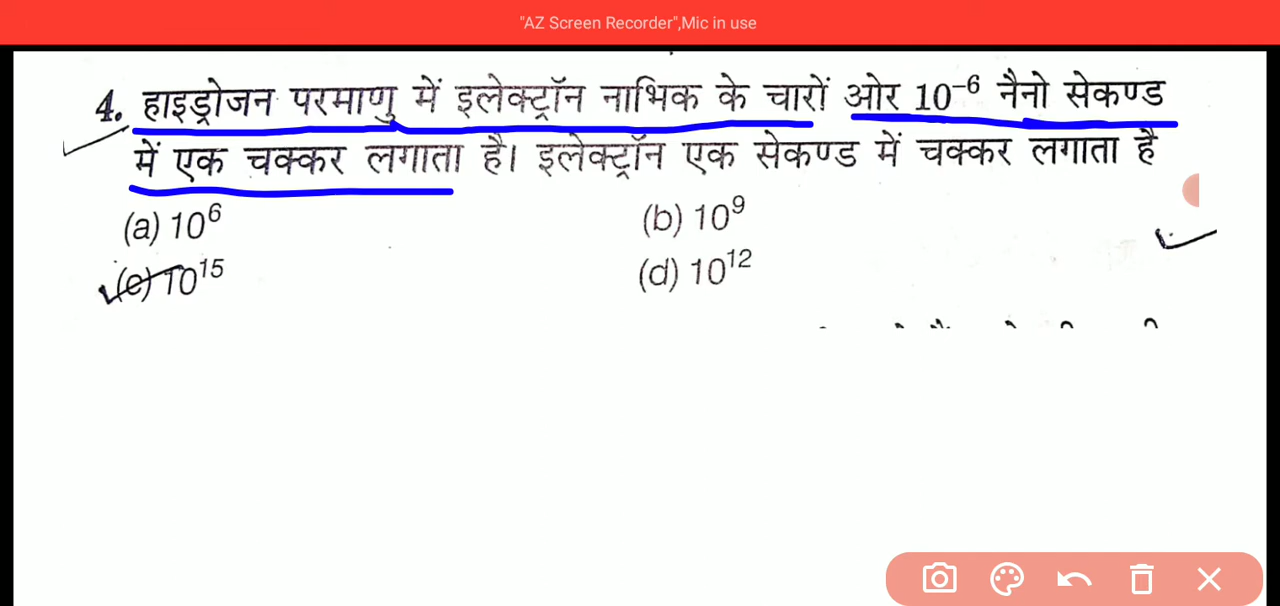 "AZ Screen Recorder",Mic in use
4. हाइड्रोजन परमाणु में इलेक्ट्रॉन नाभिक के चारों ओर 10⁻⁶ नैनो सेकण्ड
में एक चक्कर लगाता है। इलेक्ट्रॉन एक सेकण्ड में चक्कर लगाता है
(a) 10⁶ (b) 10⁹
(c) 10¹⁵ (d) 10¹²